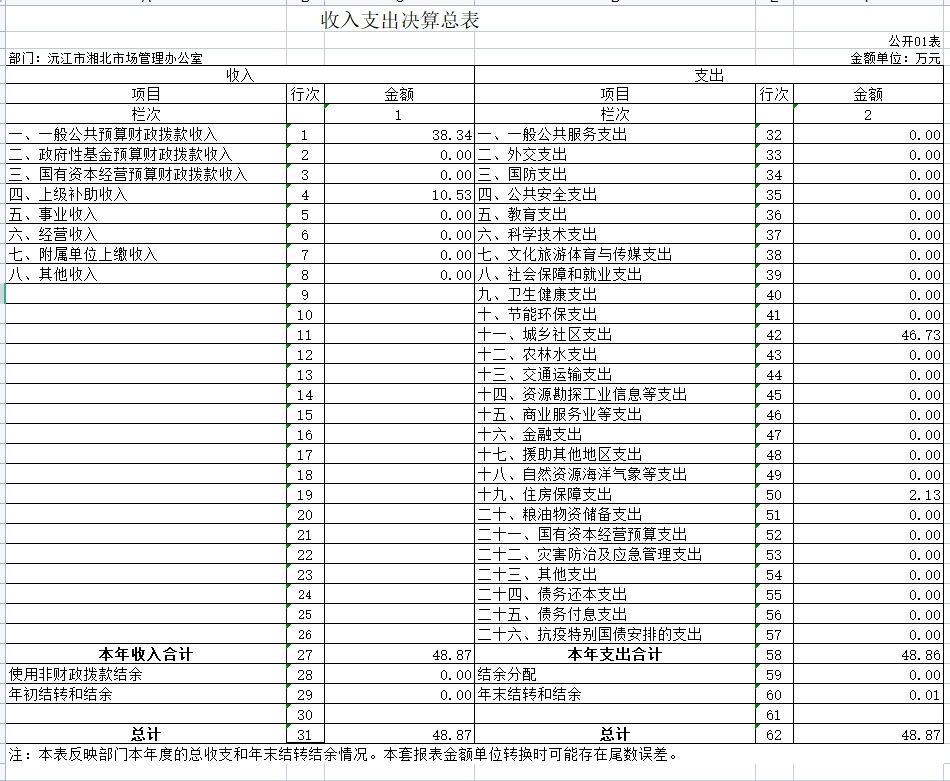 收入支出决算总表
公开01表
部门：沅江市湘北市场管理办公室 金额单位：万元
收入 支出
项目 行次 金额 项目 行次 金额
栏次 1 栏次 2
一、一般公共预算财政拨款收入 1 38.34 一、一般公共服务支出 32 0.00
二、政府性基金预算财政拨款收入 2 0.00 二、外交支出 33 0.00
三、国有资本经营预算财政拨款收入 3 0.00 三、国防支出 34 0.00
四、上级补助收入 4 10.53 四、公共安全支出 35 0.00
五、事业收入 5 0.00 五、教育支出 36 0.00
六、经营收入 6 0.00 六、科学技术支出 37 0.00
七、附属单位上缴收入 7 0.00 七、文化旅游体育与传媒支出 38 0.00
八、其他收入 8 0.00 八、社会保障和就业支出 39 0.00
9 九、卫生健康支出 40 0.00
10 十、节能环保支出 41 0.00
11 十一、城乡社区支出 42 46.73
12 十二、农林水支出 43 0.00
13 十三、交通运输支出 44 0.00
14 十四、资源勘探工业信息等支出 45 0.00
15 十五、商业服务业等支出 46 0.00
16 十六、金融支出 47 0.00
17 十七、援助其他地区支出 48 0.00
18 十八、自然资源海洋气象等支出 49 0.00
19 十九、住房保障支出 50 2.13
20 二十、粮油物资储备支出 51 0.00
21 二十一、国有资本经营预算支出 52 0.00
22 二十二、灾害防治及应急管理支出 53 0.00
23 二十三、其他支出 54 0.00
24 二十四、债务还本支出 55 0.00
25 二十五、债务付息支出 56 0.00
26 二十六、抗疫特别国债安排的支出 57 0.00
本年收入合计 27 48.87 本年支出合计 58 48.86
使用非财政拨款结余 28 0.00 结余分配 59 0.00
年初结转和结余 29 0.00 年末结转和结余 60 0.01
30 61
总计 31 48.87 总计 62 48.87
注：本表反映部门本年度的总收支和年末结转结余情况。本套报表金额单位转换时可能存在尾数误差。